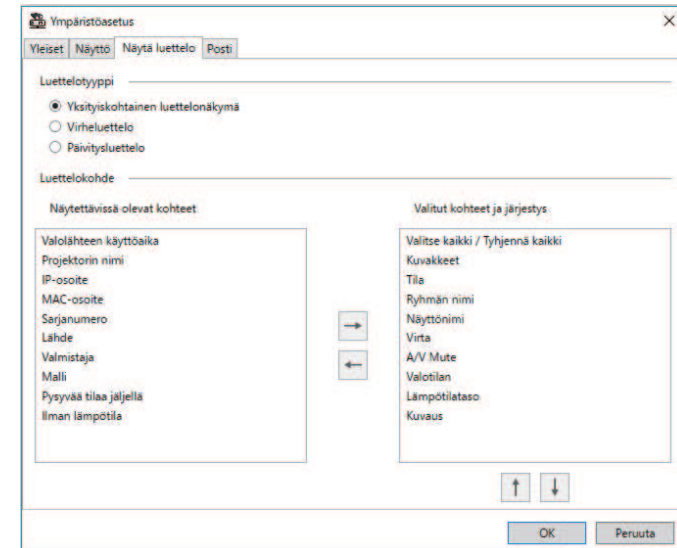 Ympäristöasetus
Yleiset Näyttö Näytä luettelo Posti
Luettelotyyppi
Yksityiskohtainen luettelonäkymä
Virheluettelo
Päivitysluettelo
Luettelokohde
Näytettävissä olevat kohteet
Valitut kohteet ja järjestys
Valolähteen käyttöaika
Projektorin nimi
IP-osoite
MAC-osoite
Sarjanumero
Lähde
Valmistaja
Malli
Pysyvää tilaa jäljellä
Ilman lämpötila
Valitse kaikki / Tyhjennä kaikki
Kuvakkeet
Tila
Ryhmän nimi
Näyttönimi
Virta
A/V Mute
Valotilan
Lämpötilataso
Kuvaus
OK Peruuta